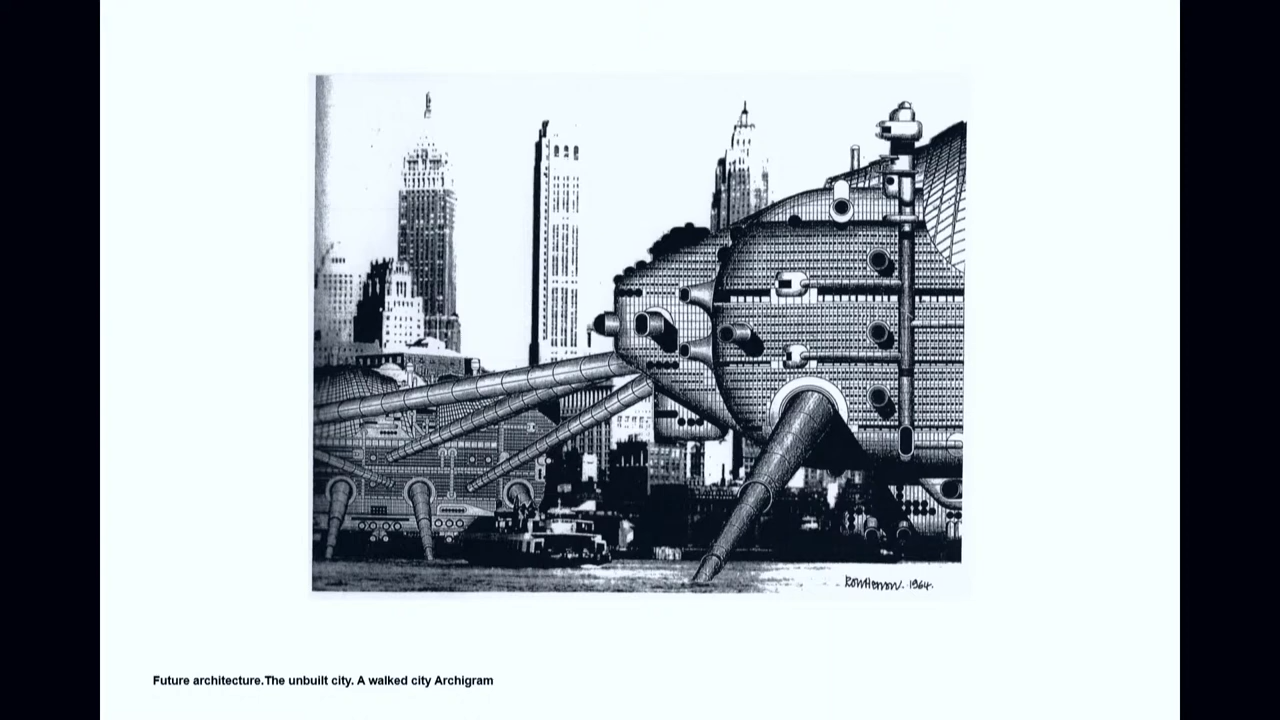 Ron Herron. 1964.
Future architecture.The unbuilt city. A walked city Archigram